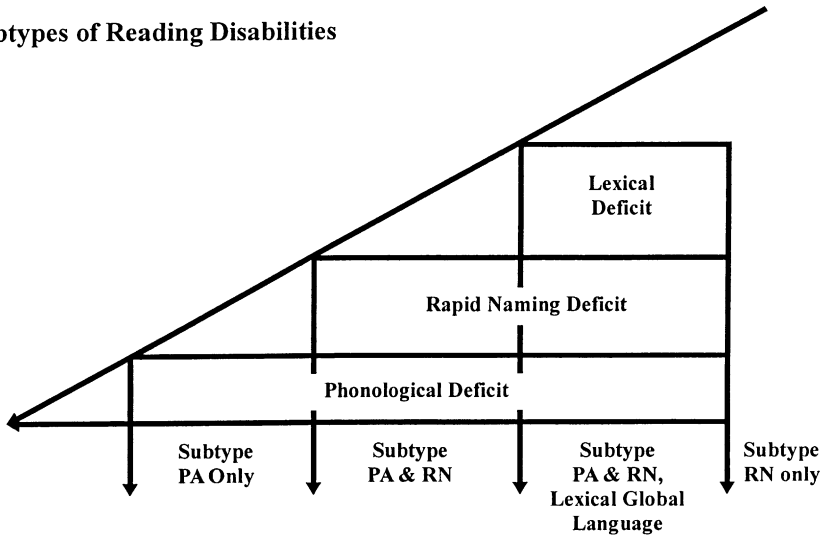 of Reading Disabilities
Lexical
Deficit
Rapid Naming Deficit
Phonological Deficit
Subtype
PA Only
Subtype
PA & RN
Subtype
PA & RN,
Lexical Global
Language
Subtype
RN only